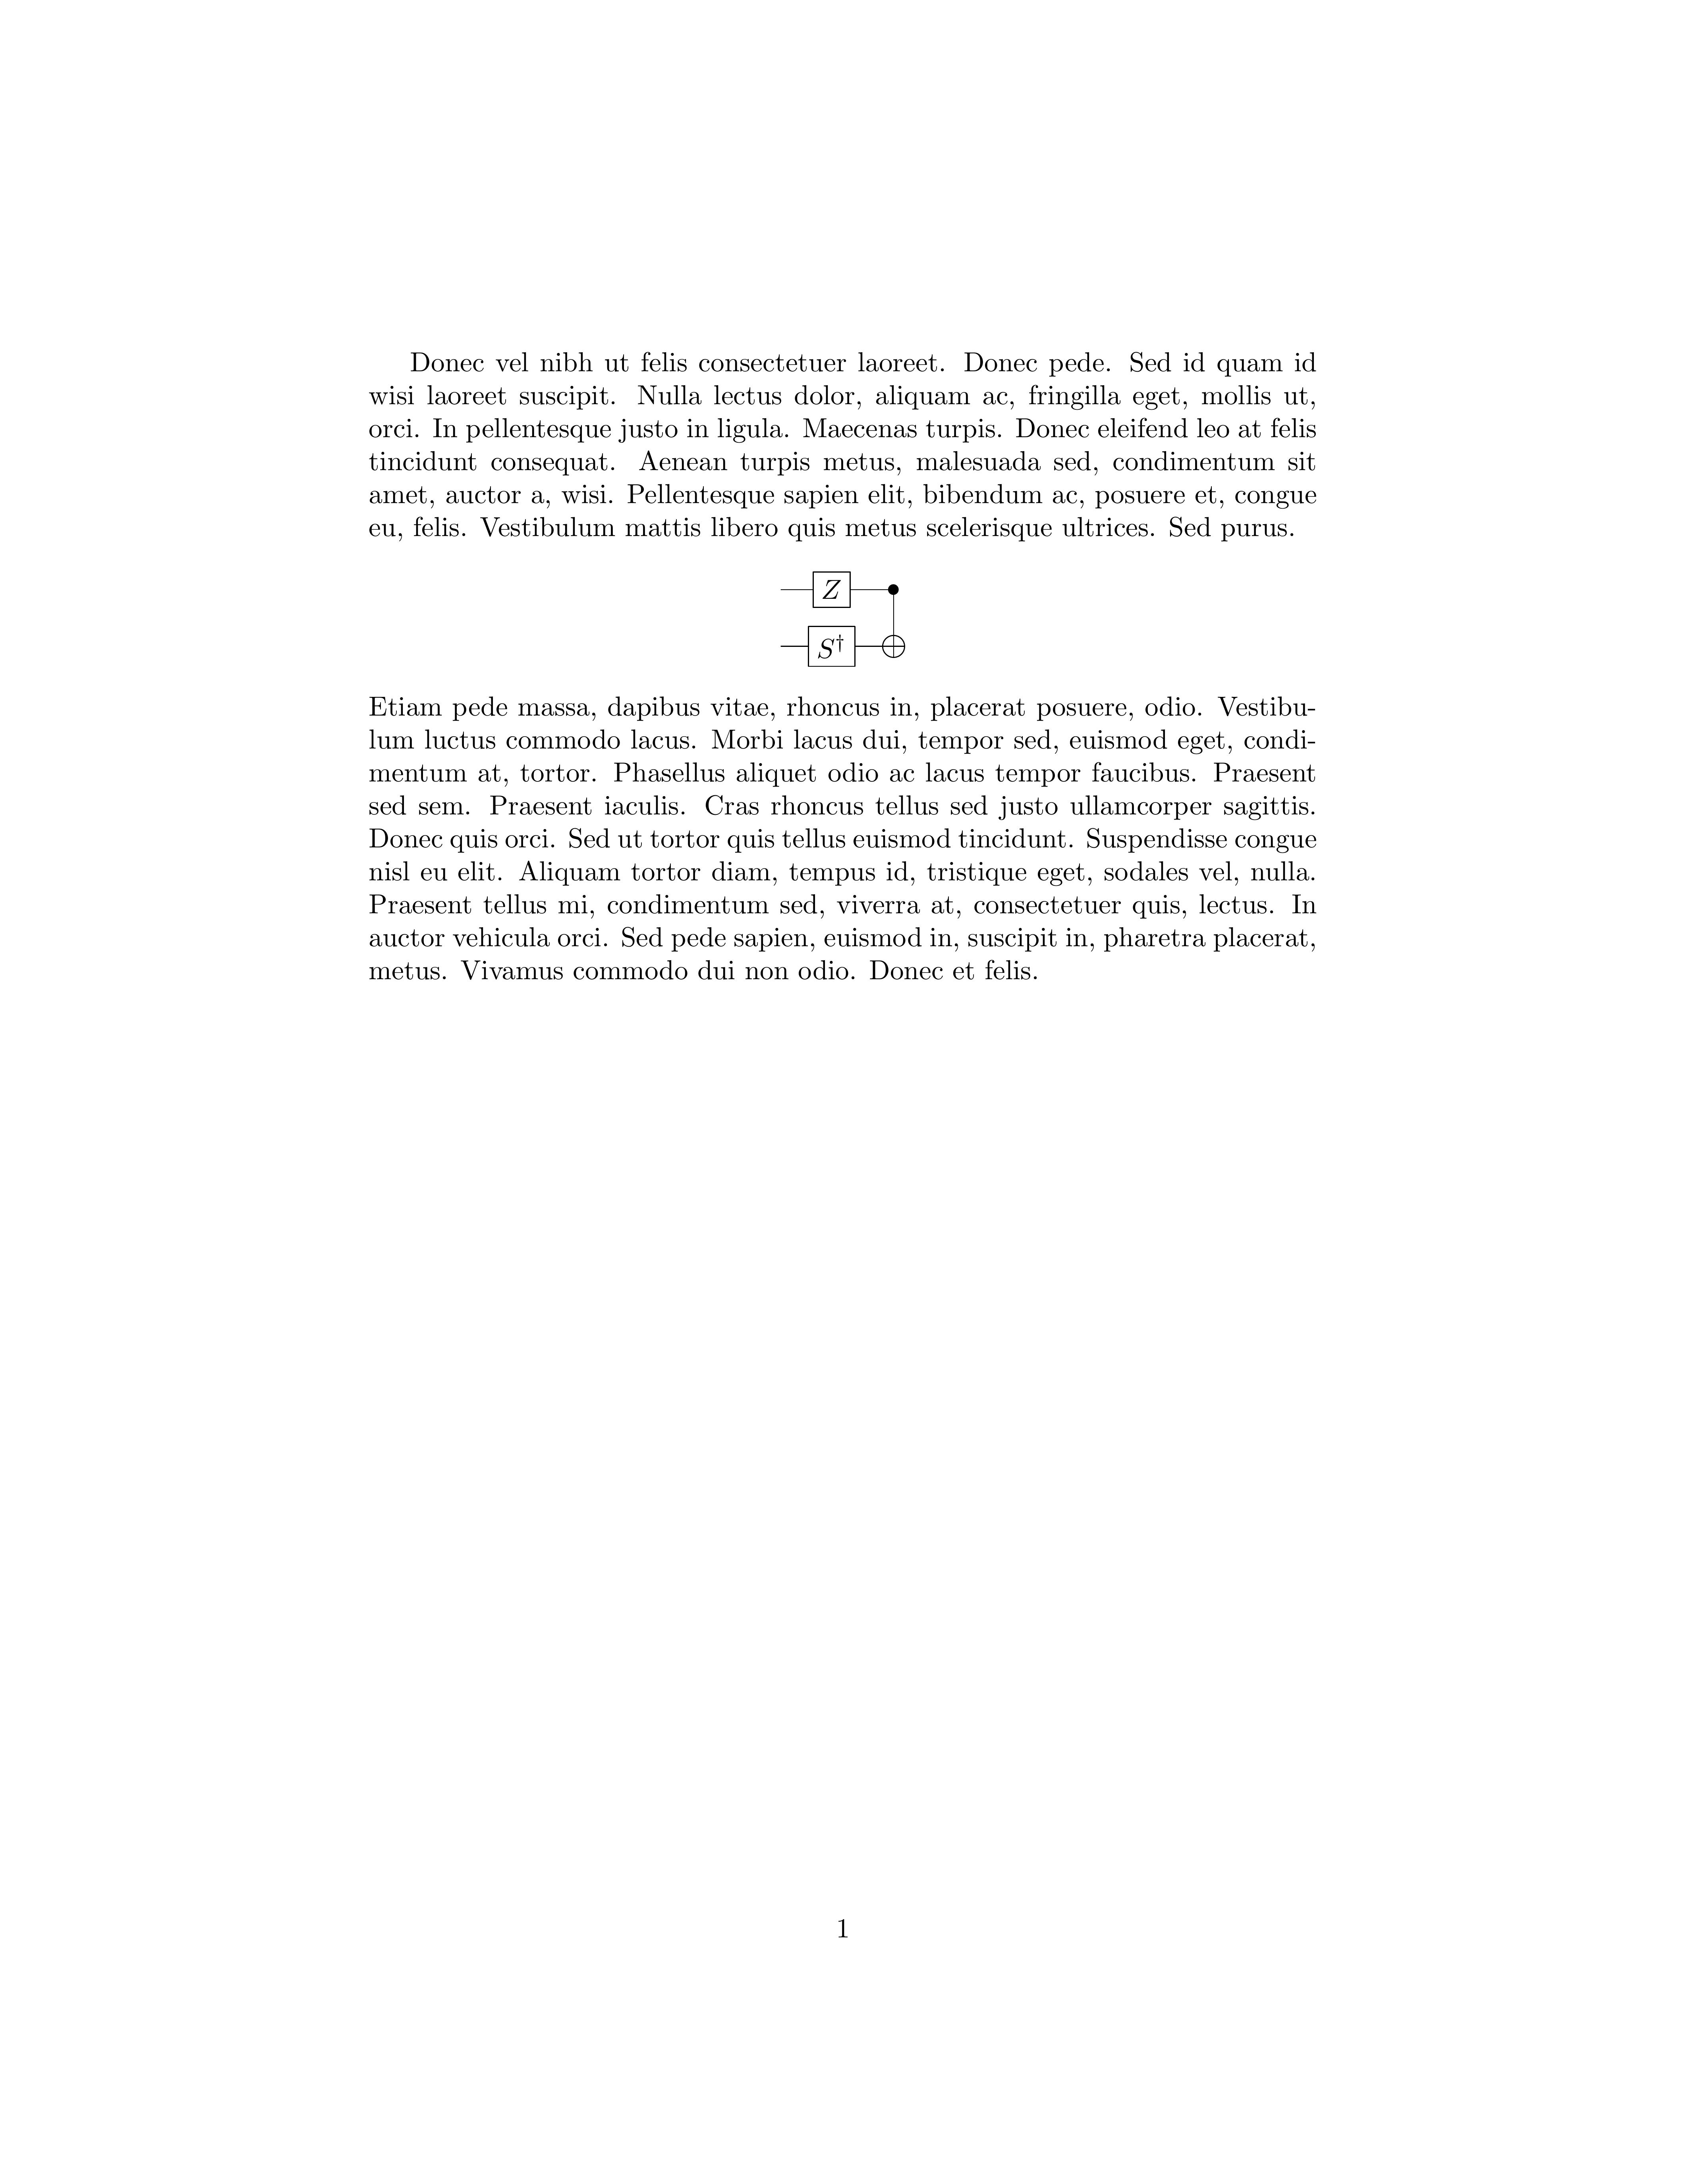 Donec vel nibh ut felis consectetuer laoreet. Donec pede. Sed id quam id
wisi laoreet suscipit. Nulla lectus dolor, aliquam ac, fringilla eget, mollis ut,
orci. In pellentesque justo in ligula. Maecenas turpis. Donec eleifend leo at felis
tincidunt consequat. Aenean turpis metus, malesuada sed, condimentum sit
amet, auctor a, wisi. Pellentesque sapien elit, bibendum ac, posuere et, congue
eu, felis. Vestibulum mattis libero quis metus scelerisque ultrices. Sed purus.
Z
S†
Etiam pede massa, dapibus vitae, rhoncus in, placerat posuere, odio. Vestibu-
lum luctus commodo lacus. Morbi lacus dui, tempor sed, euismod eget, condi-
mentum at, tortor. Phasellus aliquet odio ac lacus tempor faucibus. Praesent
sed sem. Praesent iaculis. Cras rhoncus tellus sed justo ullamcorper sagittis.
Donec quis orci. Sed ut tortor quis tellus euismod tincidunt. Suspendisse congue
nisl eu elit. Aliquam tortor diam, tempus id, tristique eget, sodales vel, nulla.
Praesent tellus mi, condimentum sed, viverra at, consectetuer quis, lectus. In
auctor vehicula orci. Sed pede sapien, euismod in, suscipit in, pharetra placerat,
metus. Vivamus commodo dui non odio. Donec et felis.
1